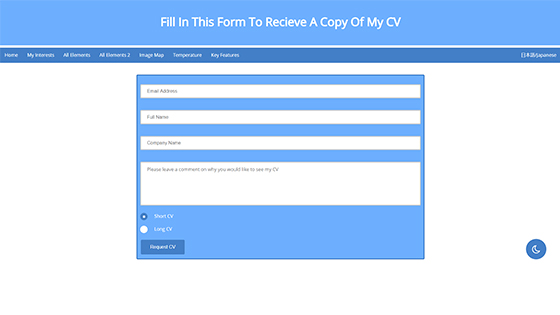 Fill In This Form To Recieve A Copy Of My CV
Home My Interests All Elements All Elements 2 Image Map Temperature Key Features 日本語/Japanese
Email Address
Full Name
Company Name
Please leave a comment on why you would like to see my CV
Short CV
Long CV
Request CV